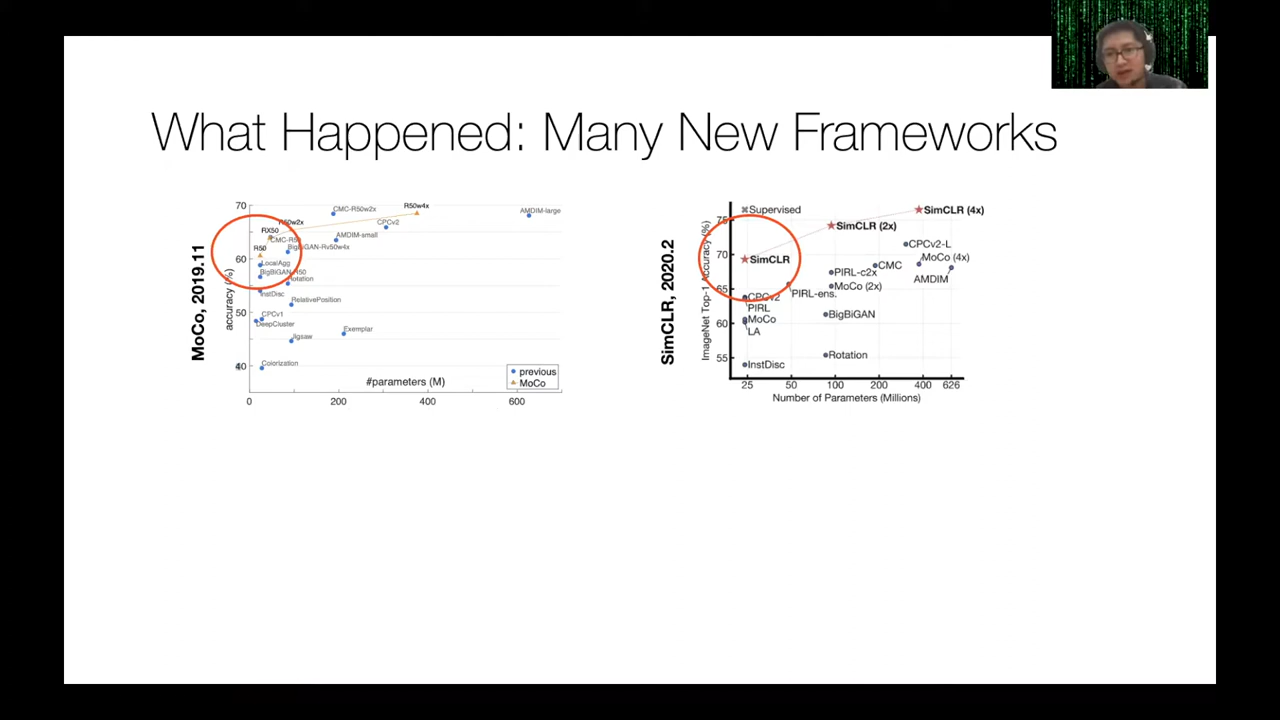 What Happened: Many New Frameworks
MoCo, 2019.11
accuracy (%)
70
60
50
40
R50w2x
CMC-R50w2x
R50w4x
CPCv2
AMDIM-large
RX50
CMC-R50
AMDIM-small
R50
BigBiGAN-Rv50w4x
LocalAgg
BigBiGAN-R50
Rotation
InstDisc
RelativePosition
CPCv1
DeepCluster
Exemplar
Jigsaw
Colorization
previous
MoCo
#parameters (M)
0 200 400 600
SimCLR, 2020.2
ImageNet Top-1 Accuracy (%)
75
70
65
60
55
Supervised
SimCLR (4x)
SimCLR (2x)
CPCv2-L
SimCLR
CMC
MoCo (4x)
PIRL-c2x
AMDIM
MoCo (2x)
CPCv2
PIRL-ens.
PIRL
BigBiGAN
MoCo
LA
Rotation
InstDisc
25 50 100 200 400 626
Number of Parameters (Millions)